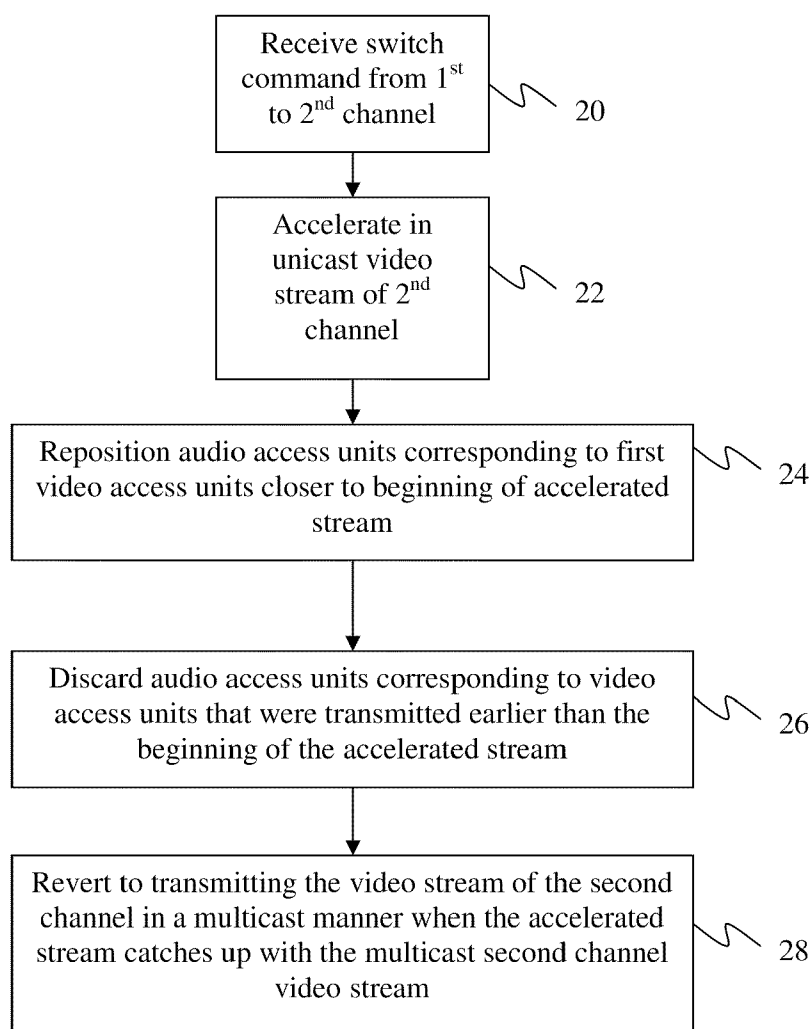 Receive switch
command from 1st
to 2nd channel
20
Accelerate in
unicast video
stream of 2nd
channel
22
Reposition audio access units corresponding to first
video access units closer to beginning of accelerated
stream
24
Discard audio access units corresponding to video
access units that were transmitted earlier than the
beginning of the accelerated stream
26
Revert to transmitting the video stream of the second
channel in a multicast manner when the accelerated
stream catches up with the multicast second channel
video stream
28